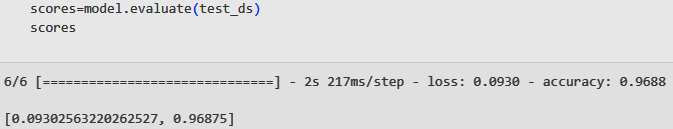 scores=model.evaluate(test_ds)
scores
6/6 [==============================] - 2s 217ms/step - loss: 0.0930 - accuracy: 0.9688
[0.09302563220262527, 0.96875]